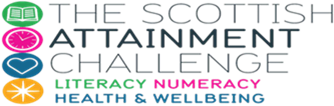 THE SCOTTISH
ATTAINMENT
CHALLENGE
LITERACY NUMERACY
HEALTH & WELLBEING